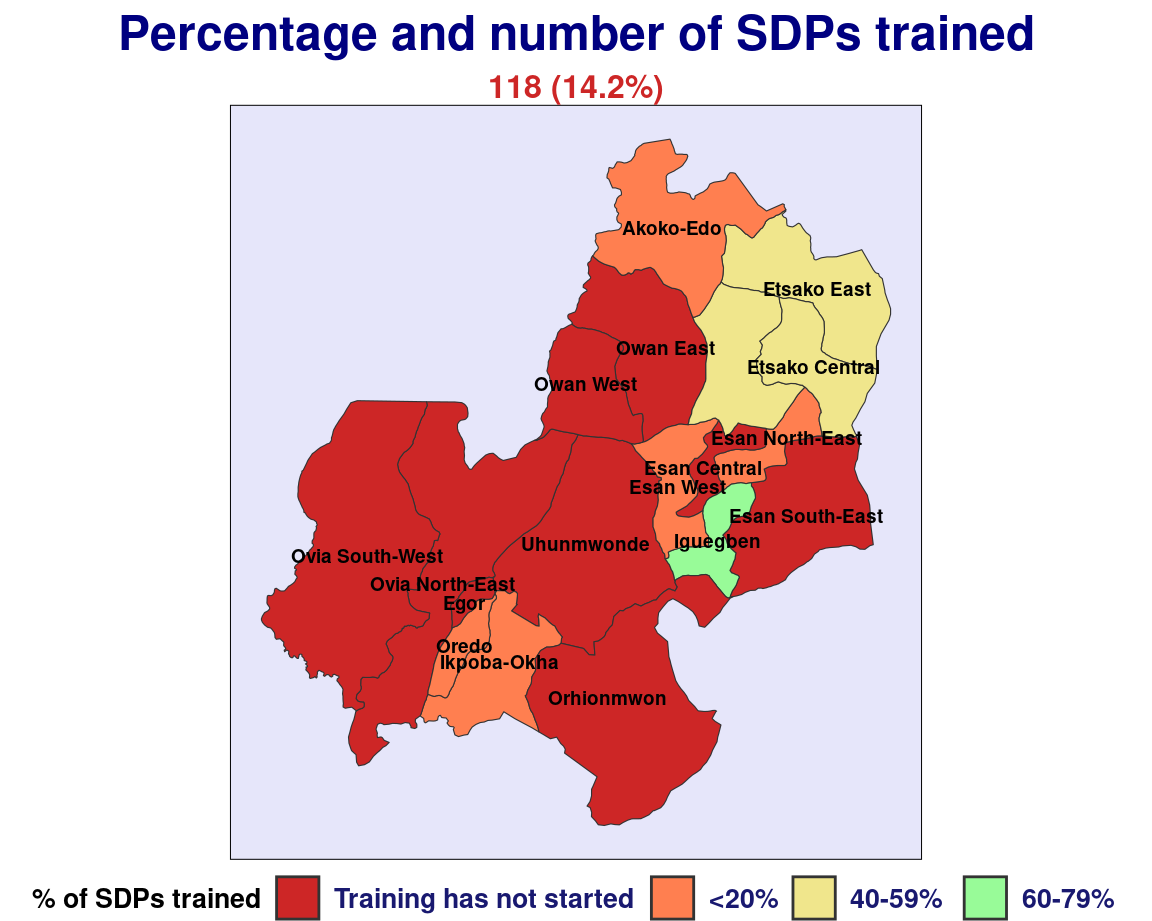 Percentage and number of SDPs trained
118 (14.2%)
Akoko-Edo
Etsako East
Owan East
Etsako Central
Owan West
Esan North-East
Esan Central
Esan West
Esan South-East
Iguegben
Uhunmwonde
Ovia South-West
Ovia North-East
Egor
Oredo
Ikpoba-Okha
Orhionmwon
% of SDPs trained Training has not started <20% 40-59% 60-79%